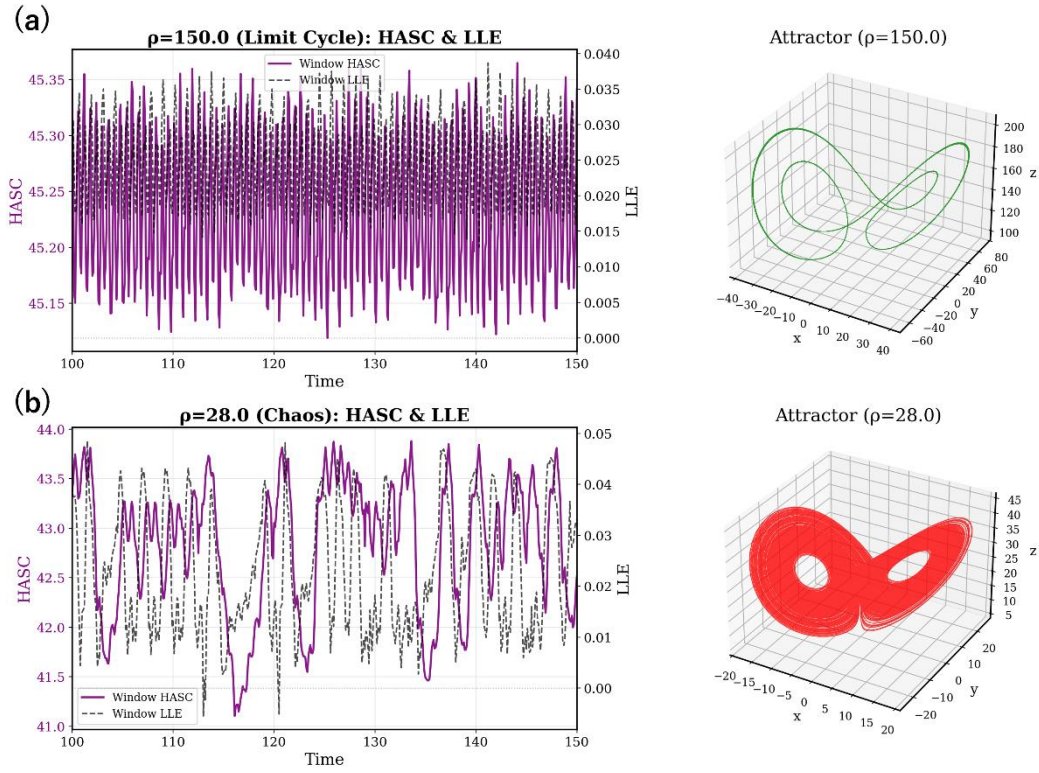 (a)
ρ=150.0 (Limit Cycle): HASC & LLE
Window HASC
Window LLE
45.35
45.30
45.25
45.20
45.15
HASC
0.040
0.035
0.030
0.025
0.020
0.015
0.010
0.005
0.000
LLE
100 110 120 130 140 150
Time
Attractor (ρ=150.0)
200
180
160
140
120
100
z
80
60
40
20
0
−20
−40
−60
y
−40 −30 −20 −10 0 10 20 30 40
x
(b)
ρ=28.0 (Chaos): HASC & LLE
44.0
43.5
43.0
42.5
42.0
41.5
41.0
HASC
0.05
0.04
0.03
0.02
0.01
0.00
LLE
Window HASC
Window LLE
100 110 120 130 140 150
Time
Attractor (ρ=28.0)
45
40
35
30
25
20
15
10
5
z
20
10
0
−10
−20
y
−20 −15 −10 −5 0 5 10 15 20
x